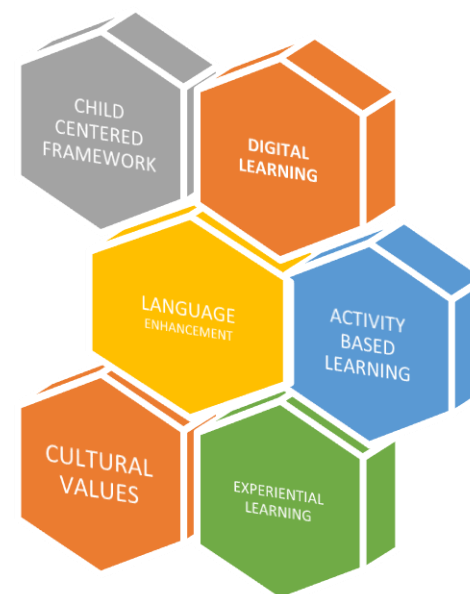 CHILD
CENTERED
FRAMEWORK
DIGITAL
LEARNING
LANGUAGE
ENHANCEMENT
ACTIVITY
BASED
LEARNING
CULTURAL
VALUES
EXPERIENTIAL
LEARNING